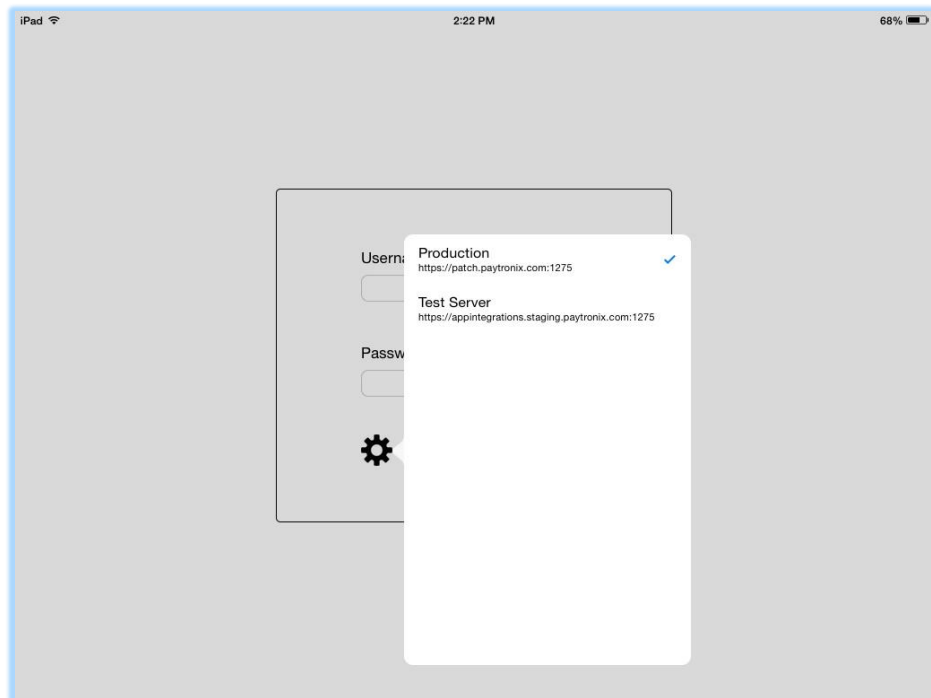 iPad
2:22 PM
68%
Production
https://patch.paytronix.com:1275
Test Server
https://appintegrations.staging.paytronix.com:1275
Userna
Passw